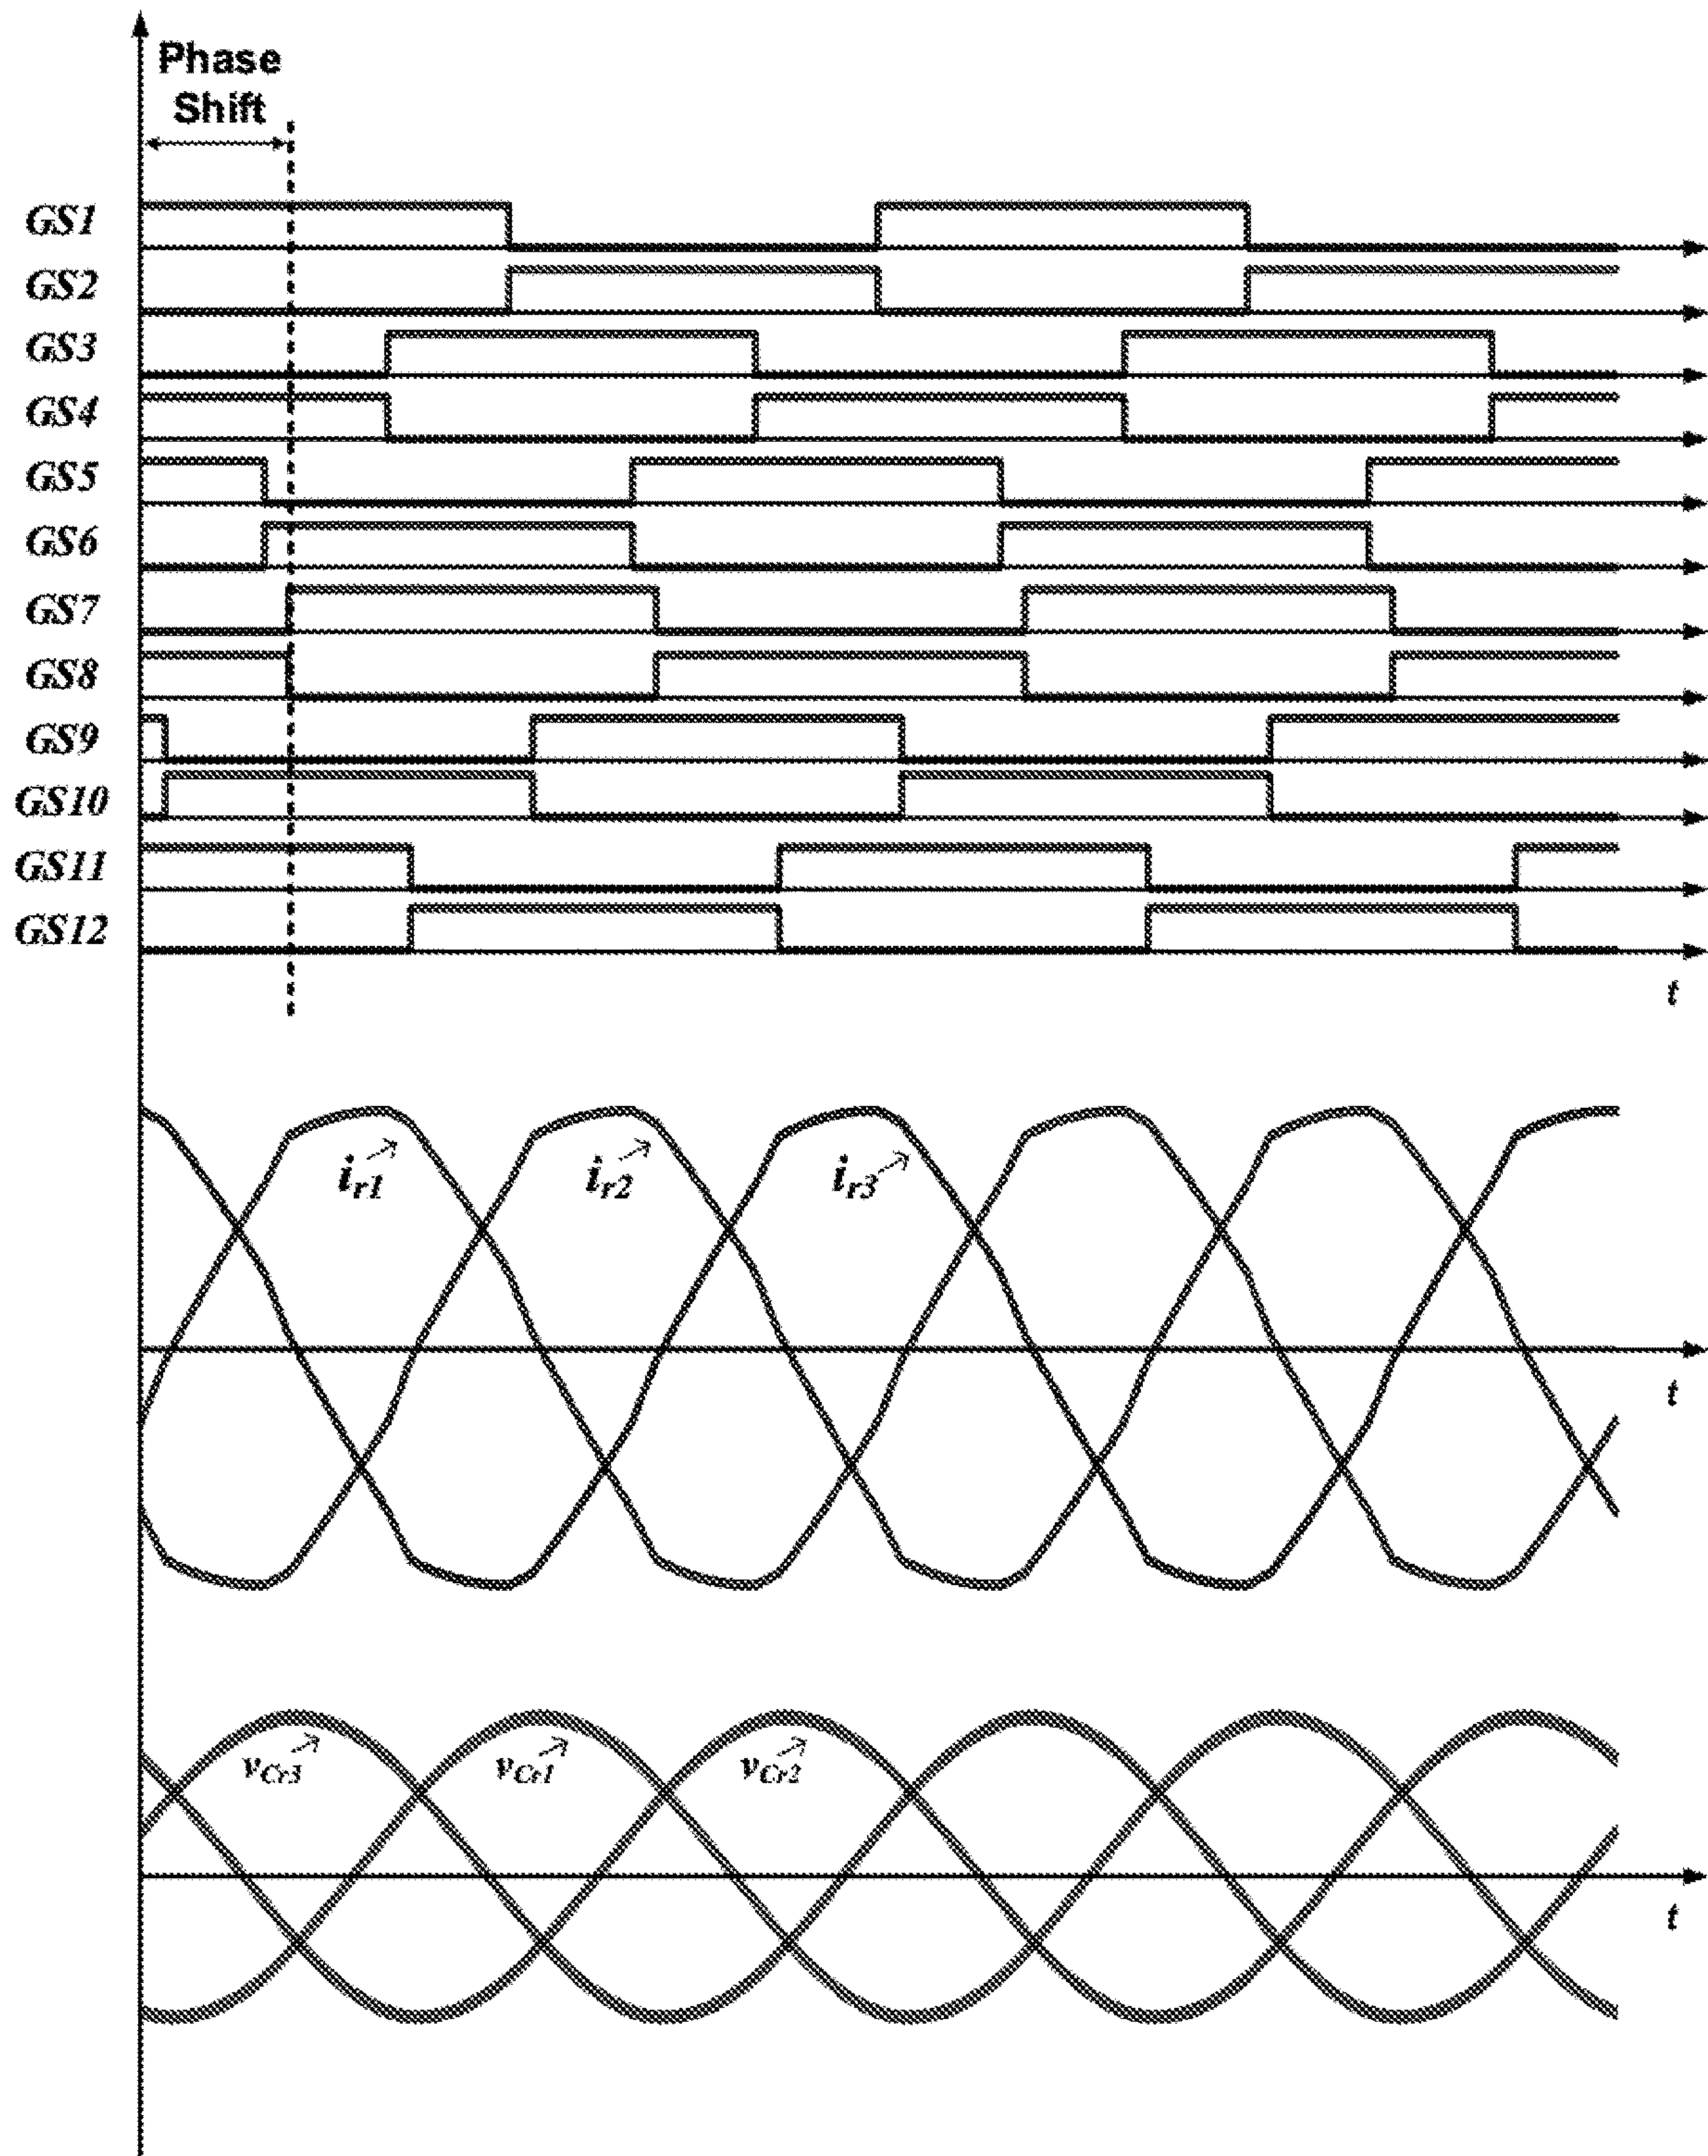 Phase
Shift
GS1
GS2
GS3
GS4
GS5
GS6
GS7
GS8
GS9
GS10
GS11
GS12
t
ir1 ir2 ir3
t
vCr3 vCr1 vCr2
t